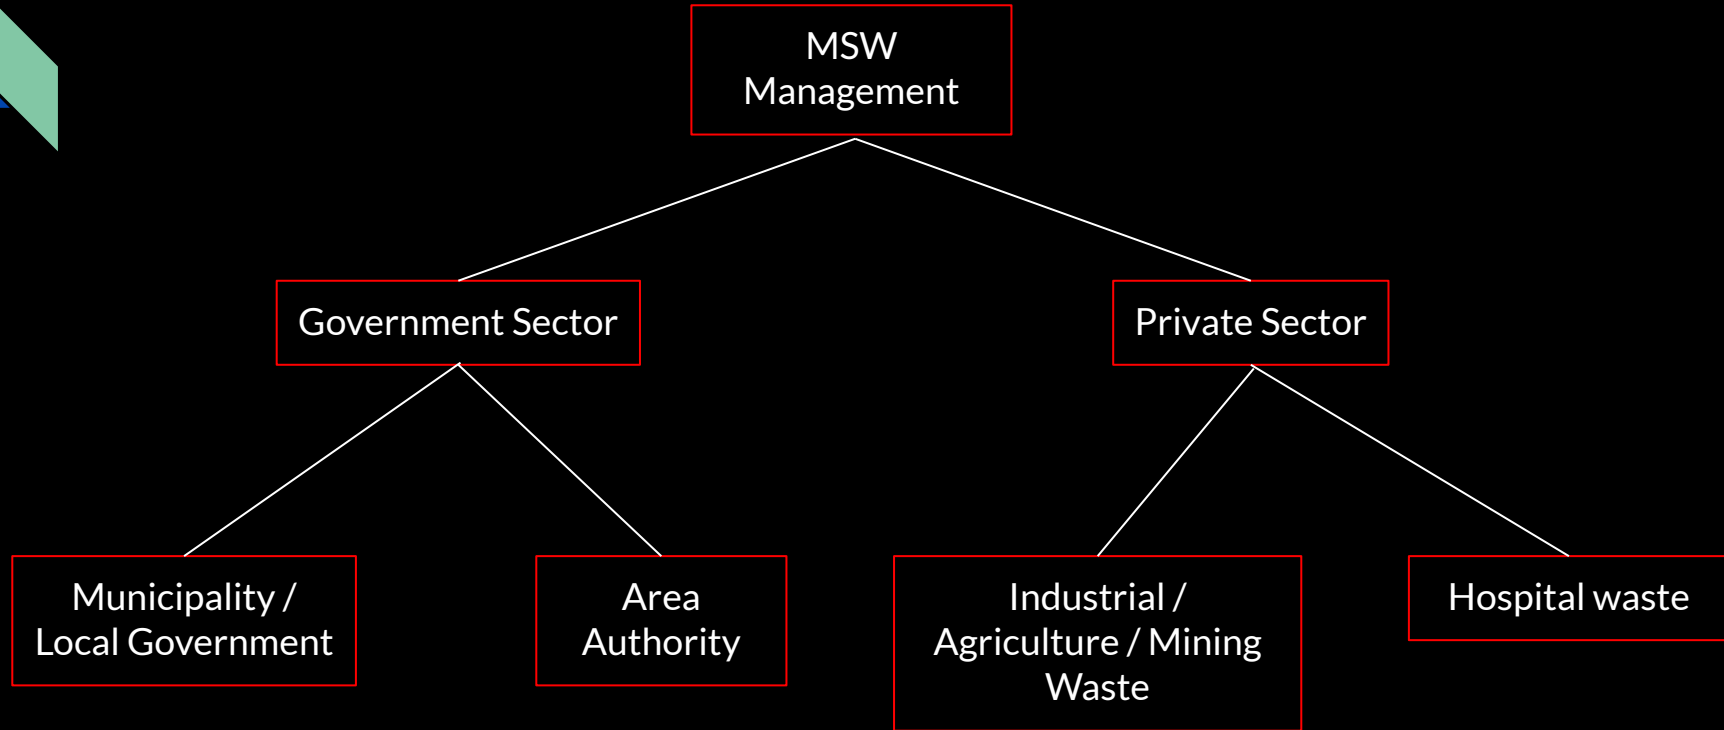 MSW
Management
Government Sector
Private Sector
Municipality /
Local Government
Area
Authority
Industrial /
Agriculture / Mining
Waste
Hospital waste